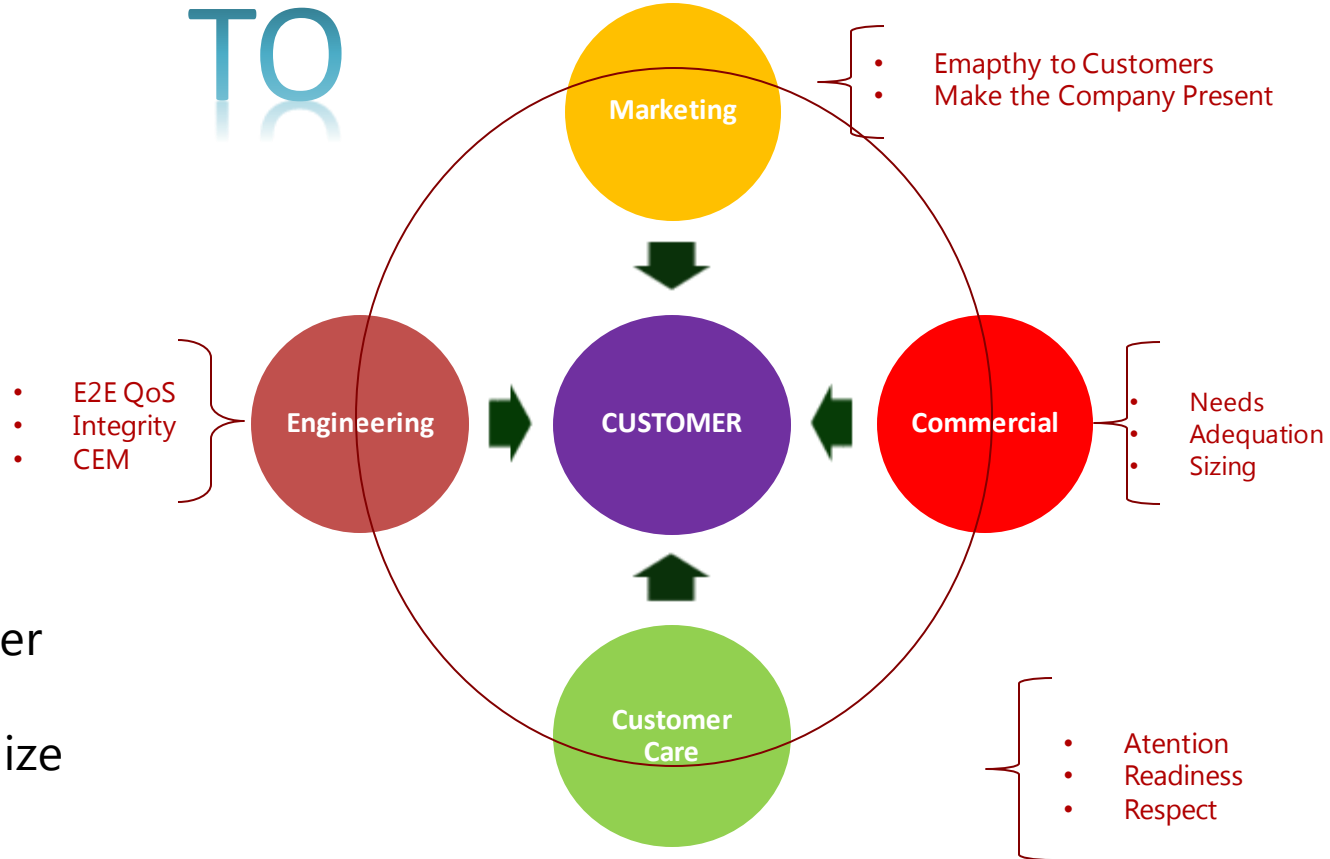 TO
Marketing
• Emapthy to Customers
• Make the Company Present
• E2E QoS
• Integrity
• CEM
Engineering
CUSTOMER
Commercial
• Needs
• Adequation
• Sizing
er
ize
Customer
Care
• Atention
• Readiness
• Respect